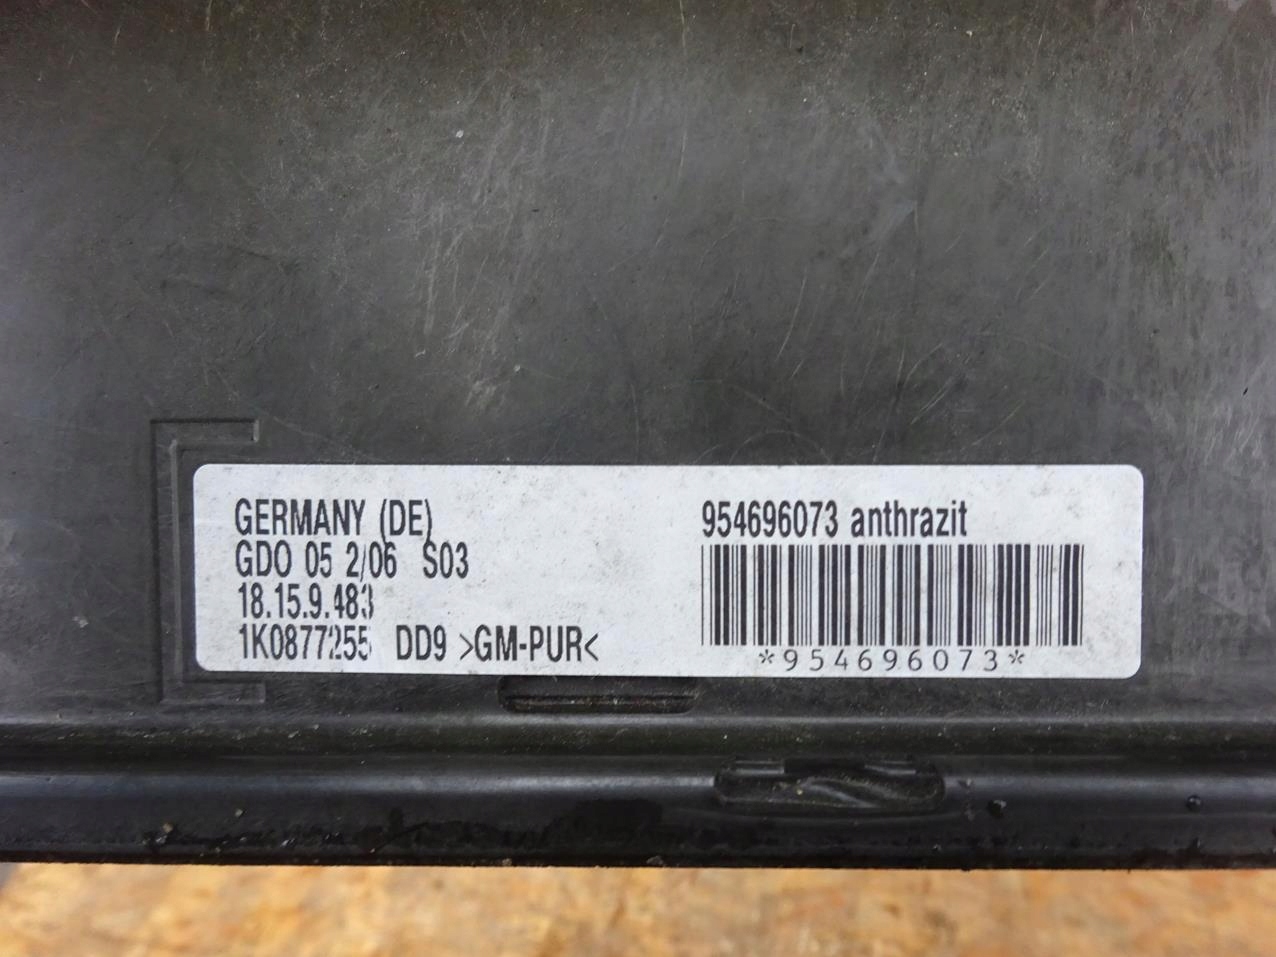 GERMANY (DE)
GDO 05 2/06 S03
18.15.9.483
1K0877255 DD9 >GM-PUR<
954696073 anthrazit
*954696073*